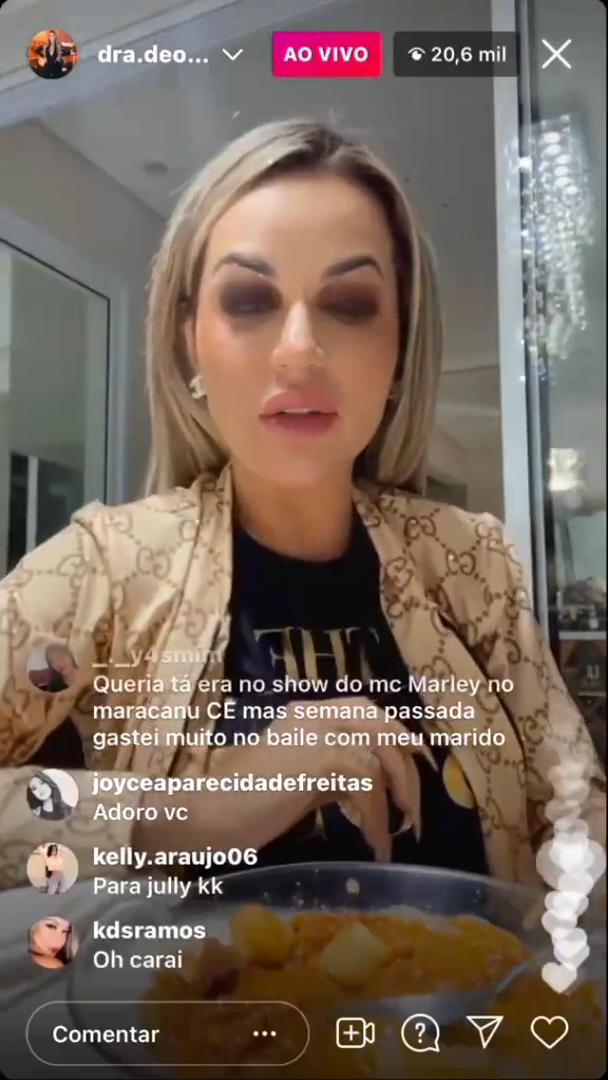 dra.deo...
AO VIVO
20,6 mil
THE
_._y4smim
Queria tá era no show do mc Marley no
maracanu CE mas semana passada
gastei muito no baile com meu marido
joyceaparecidadefreitas
Adoro vc
kelly.araujo06
Para jully kk
kdsramos
Oh carai
Comentar